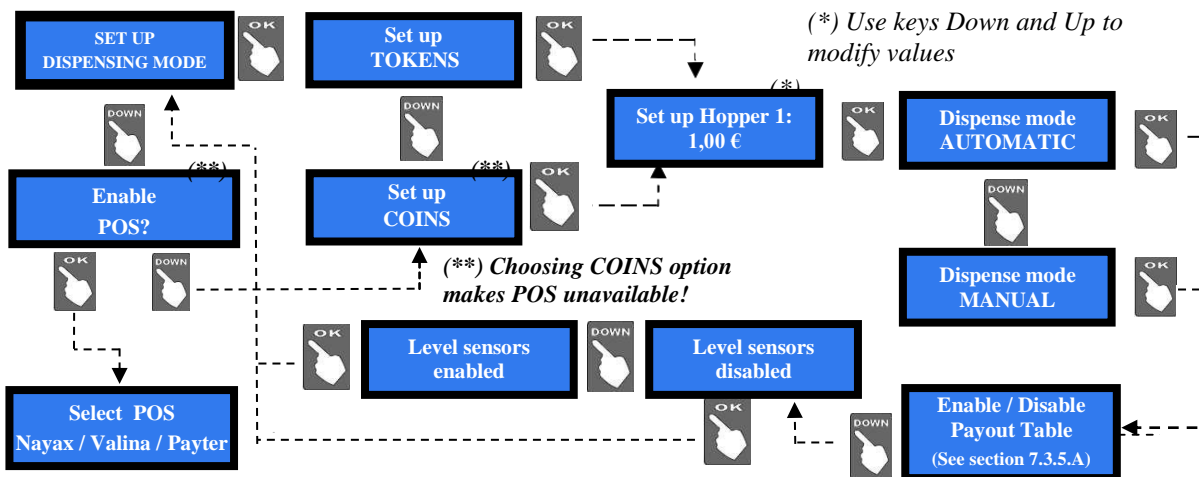 SET UP
DISPENSING MODE
OK
Set up
TOKENS
OK
(*) Use keys Down and Up to
modify values
(*)
Set up Hopper 1:
1,00 €
OK
Dispense mode
AUTOMATIC
OK
DOWN
DOWN
DOWN
(**)
Enable
POS?
(**)
Set up
COINS
OK
Dispense mode
MANUAL
OK
OK
DOWN
(**) Choosing COINS option
makes POS unavailable!
OK
Level sensors
enabled
DOWN
Level sensors
disabled
Select POS
Nayax / Valina / Payter
OK
DOWN
Enable / Disable
Payout Table
(See section 7.3.5.A)